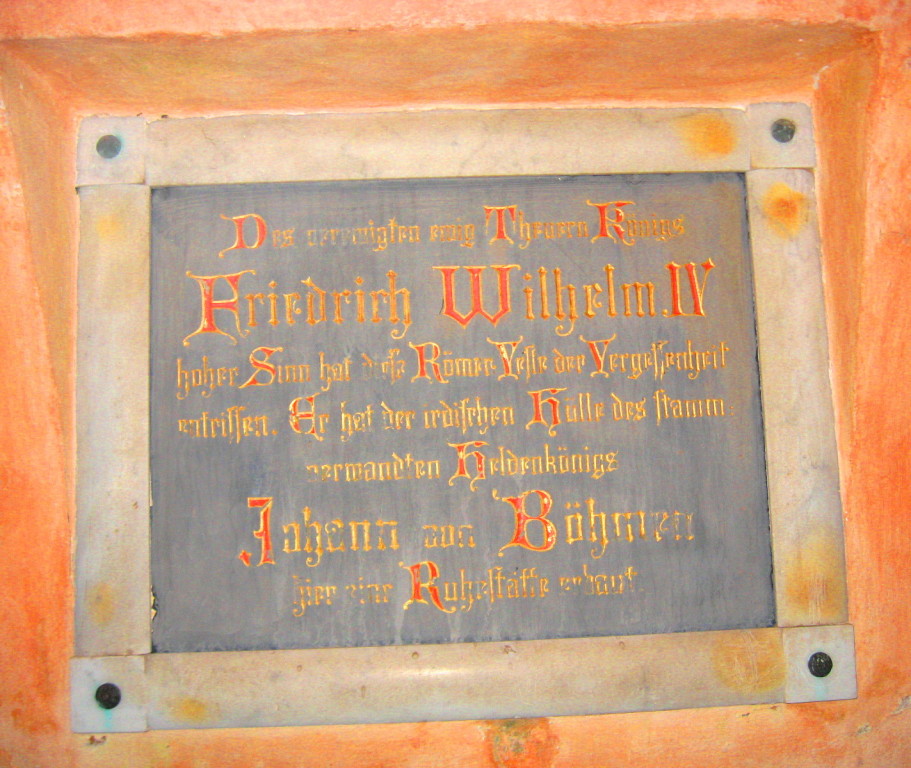 Des verewigten ewig Theuern Königs
Friedrich Wilhelm. IV
hoher Sinn hat diese Römer Veste der Vergessenheit
entrissen. Er hat der irdischen Hülle des stamm:
verwandten Heldenkönigs
Johann von Böhmen
hier eine Ruhestätte erbaut.